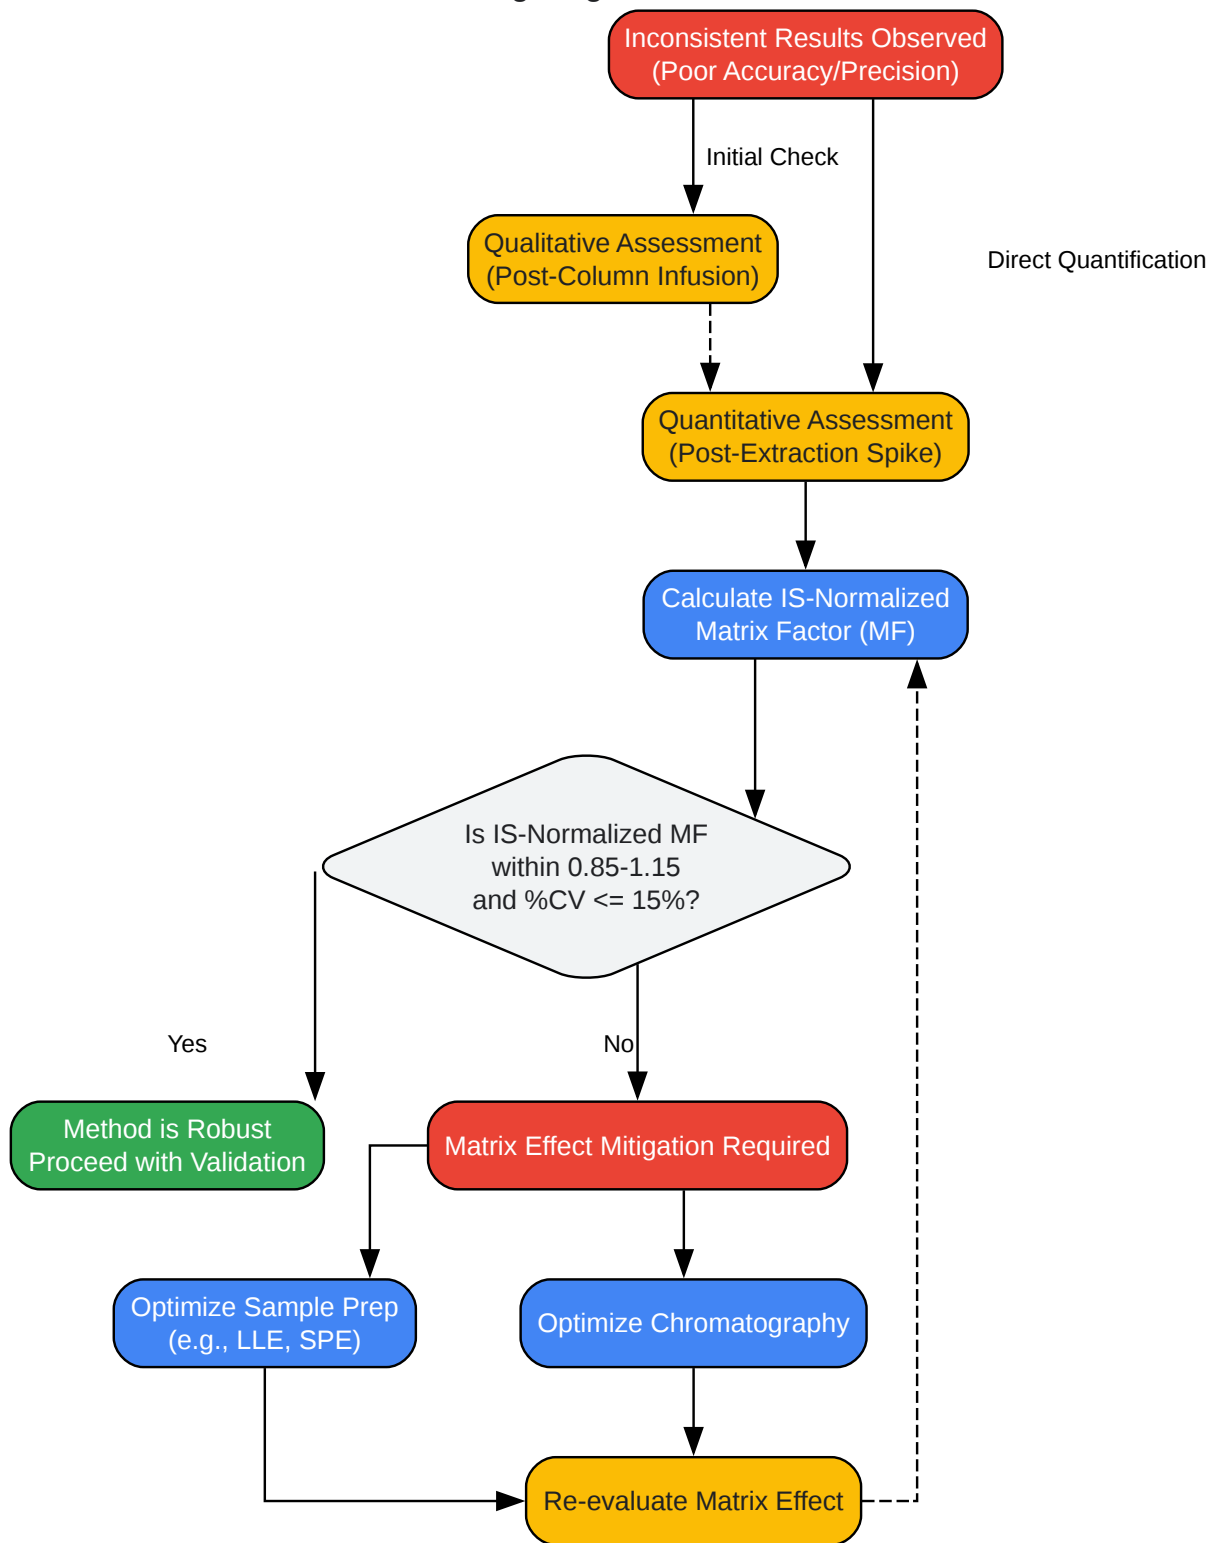 Inconsistent Results Observed
(Poor Accuracy/Precision)
Initial Check
Qualitative Assessment
(Post-Column Infusion)
Direct Quantification
Quantitative Assessment
(Post-Extraction Spike)
Calculate IS-Normalized
Matrix Factor (MF)
Is IS-Normalized MF
within 0.85-1.15
and %CV <= 15%?
Yes
No
Method is Robust
Proceed with Validation
Matrix Effect Mitigation Required
Optimize Sample Prep
(e.g., LLE, SPE)
Optimize Chromatography
Re-evaluate Matrix Effect